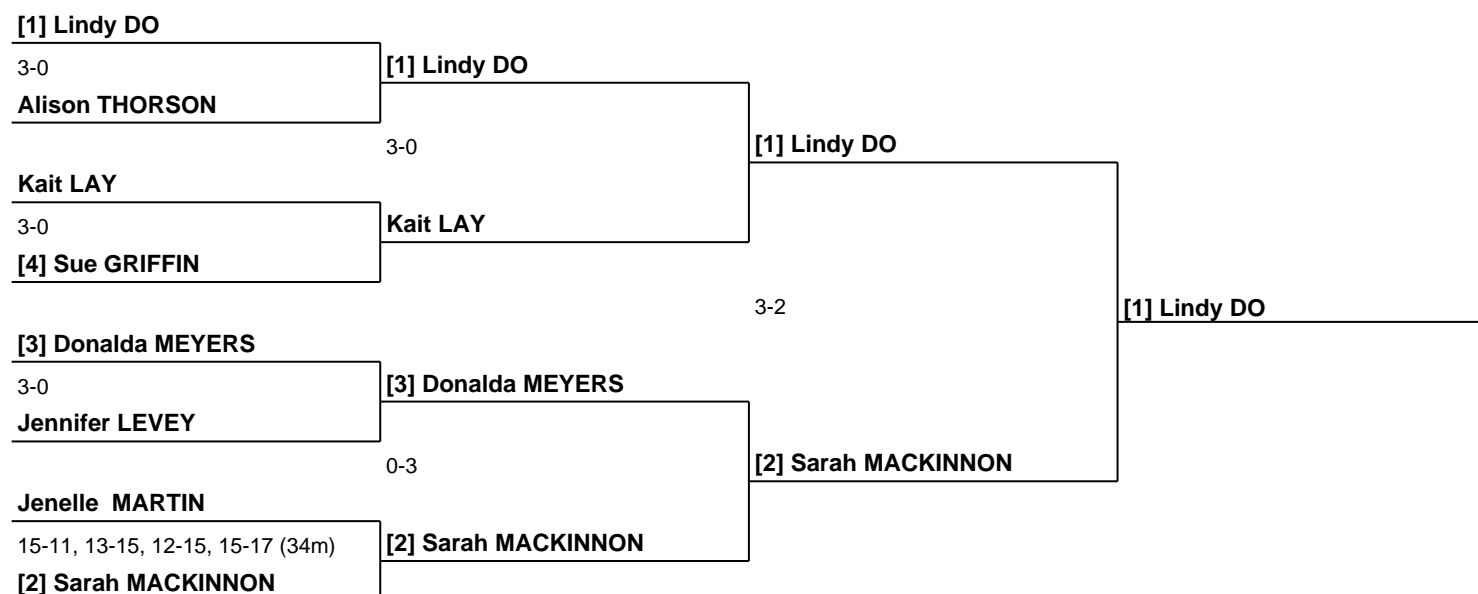 [1] Lindy DO
3-0
[1] Lindy DO
Alison THORSON
3-0
[1] Lindy DO
Kait LAY
3-0
Kait LAY
[4] Sue GRIFFIN
3-2
[1] Lindy DO
[3] Donalda MEYERS
3-0
[3] Donalda MEYERS
Jennifer LEVEY
0-3
[2] Sarah MACKINNON
Jenelle  MARTIN
15-11, 13-15, 12-15, 15-17 (34m)
[2] Sarah MACKINNON
[2] Sarah MACKINNON